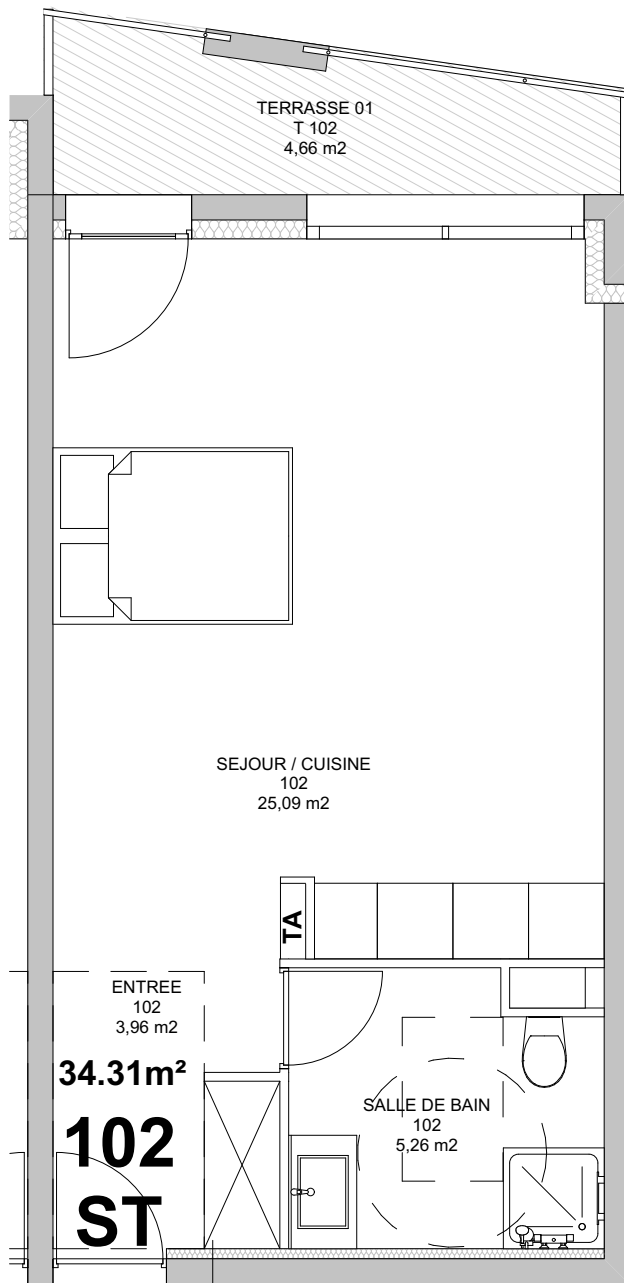 TERRASSE 01
T 102
4,66 m2
SEJOUR / CUISINE
102
25,09 m2
TA
ENTREE
102
3,96 m2
34.31m²
102
ST
SALLE DE BAIN
102
5,26 m2